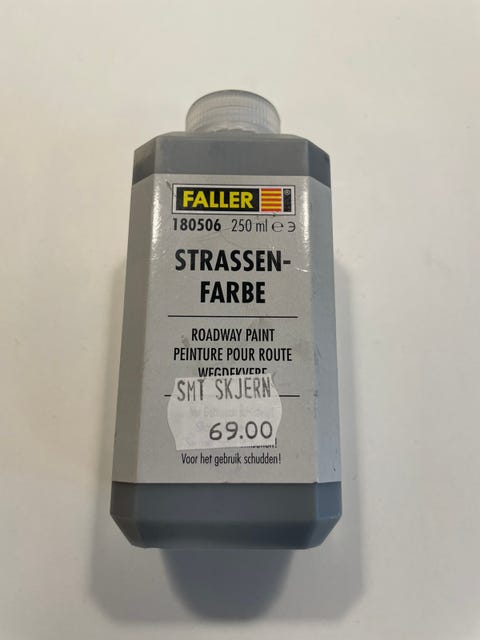 FALLER ®
180506 250 ml ℮ 3
STRASSEN-
FARBE
ROADWAY PAINT
PEINTURE POUR ROUTE
WEGDEKVERF
SMT SKJERN
69.00
Voor het gebruik schudden!